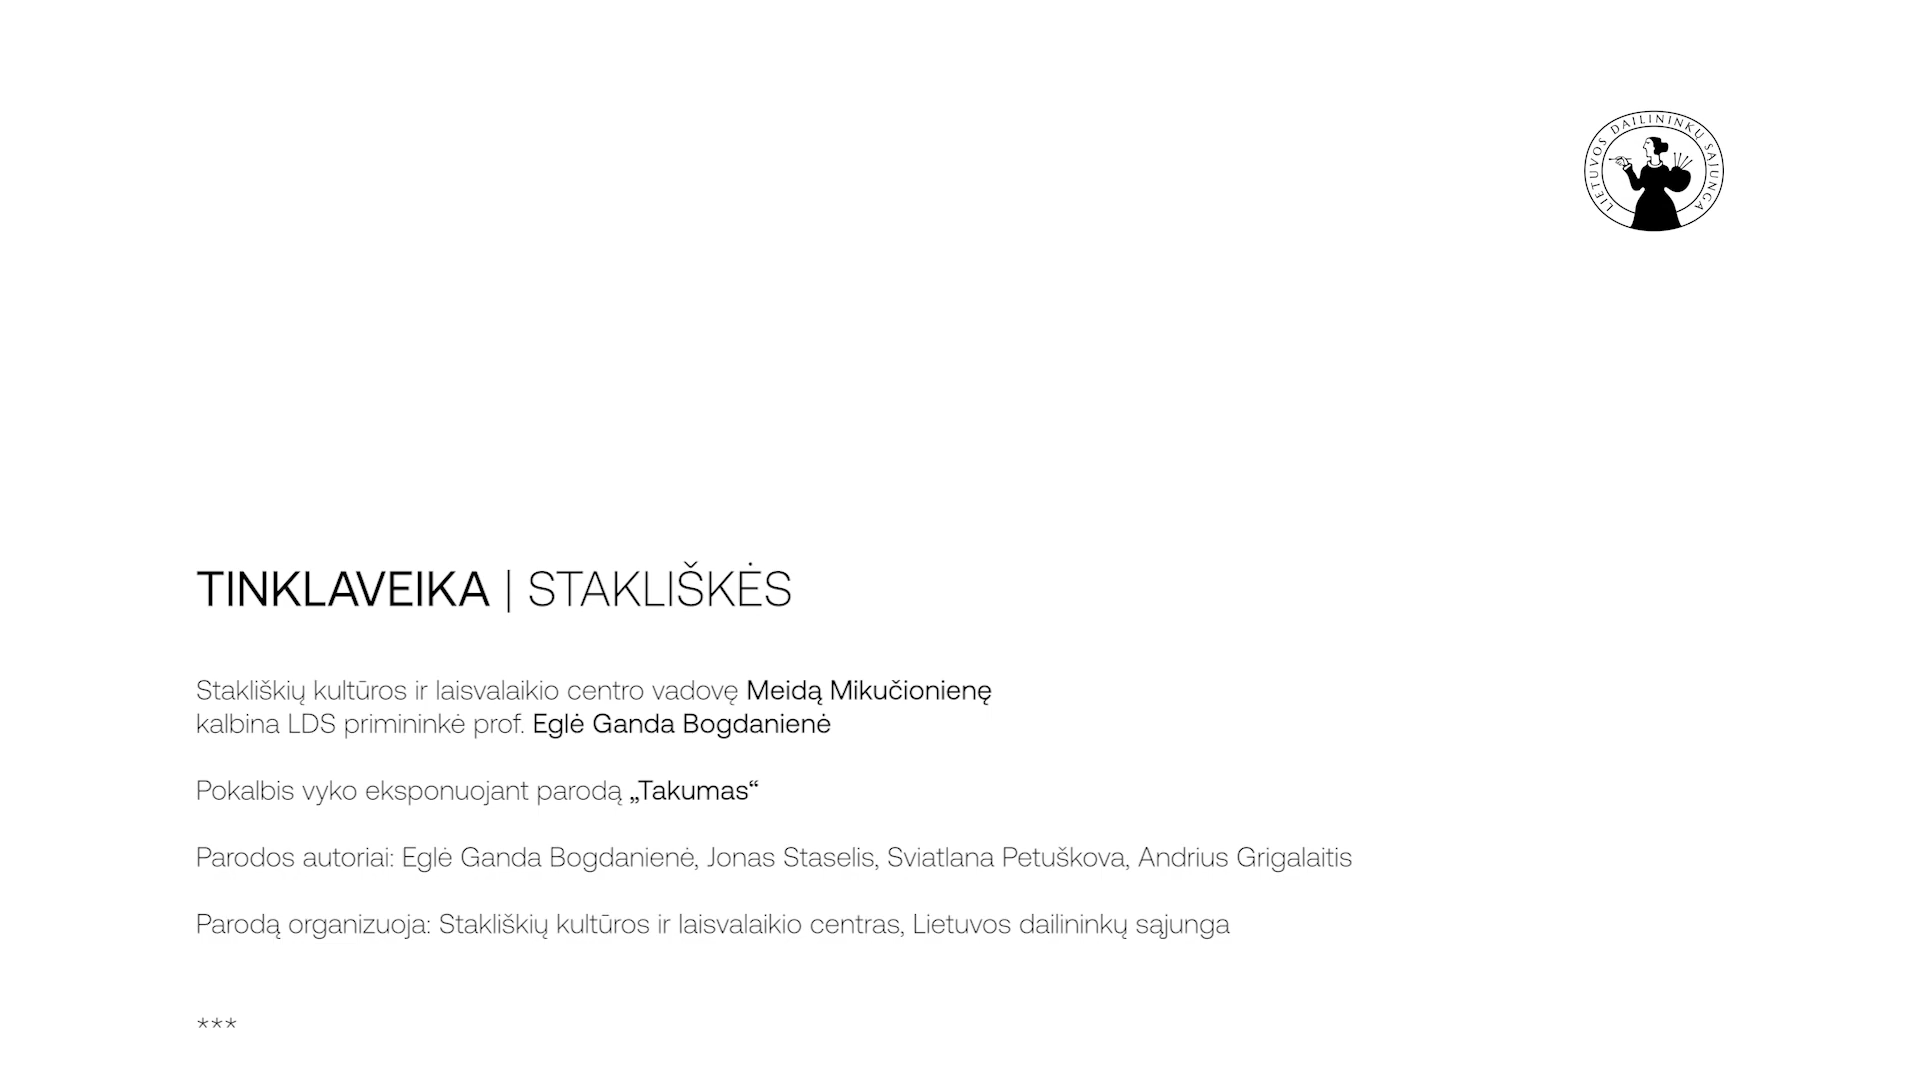 LIETUVOS DAILININKŲ SĄJUNGA
TINKLAVEIKA | STAKLIŠKĖS
Stakliškių kultūros ir laisvalaikio centro vadovę Meidą Mikučionienę
kalbina LDS primininkė prof. Eglė Ganda Bogdanienė
Pokalbis vyko eksponuojant parodą „Takumas“
Parodos autoriai: Eglė Ganda Bogdanienė, Jonas Staselis, Sviatlana Petuškova, Andrius Grigalaitis
Parodą organizuoja: Stakliškių kultūros ir laisvalaikio centras, Lietuvos dailininkų sąjunga
***